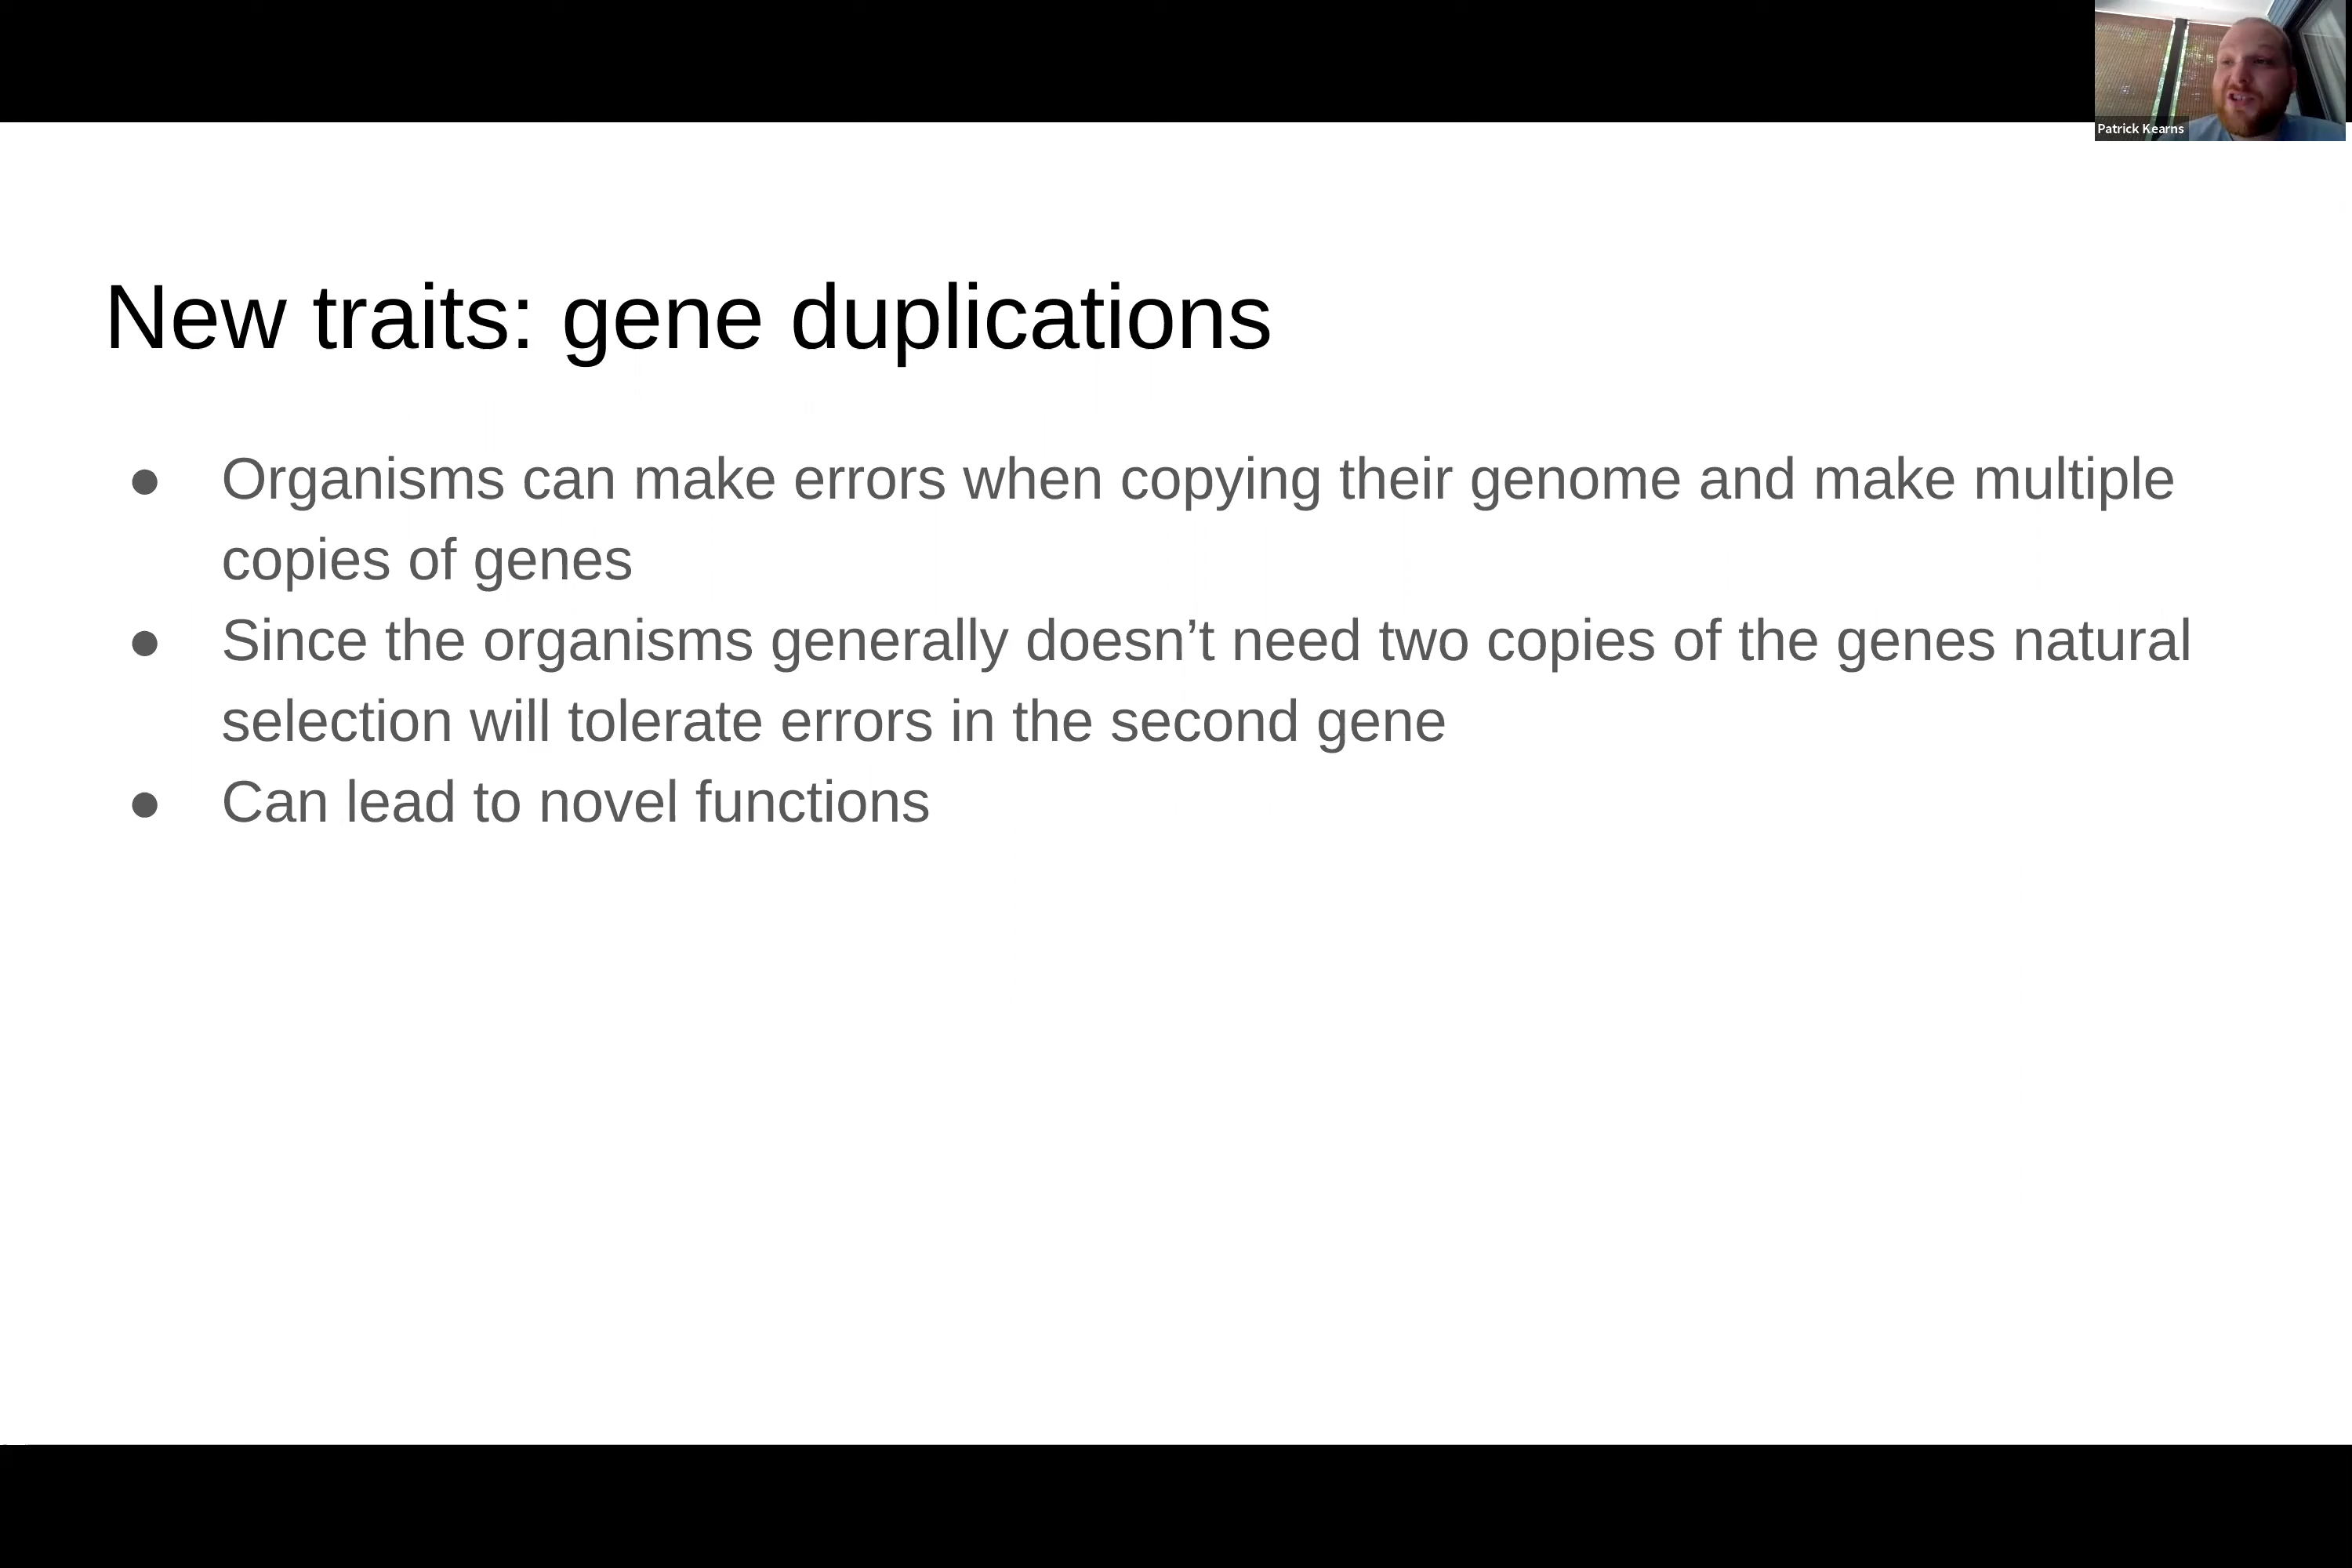 Patrick Kearns
New traits: gene duplications
● Organisms can make errors when copying their genome and make multiple
copies of genes
● Since the organisms generally doesn’t need two copies of the genes natural
selection will tolerate errors in the second gene
● Can lead to novel functions